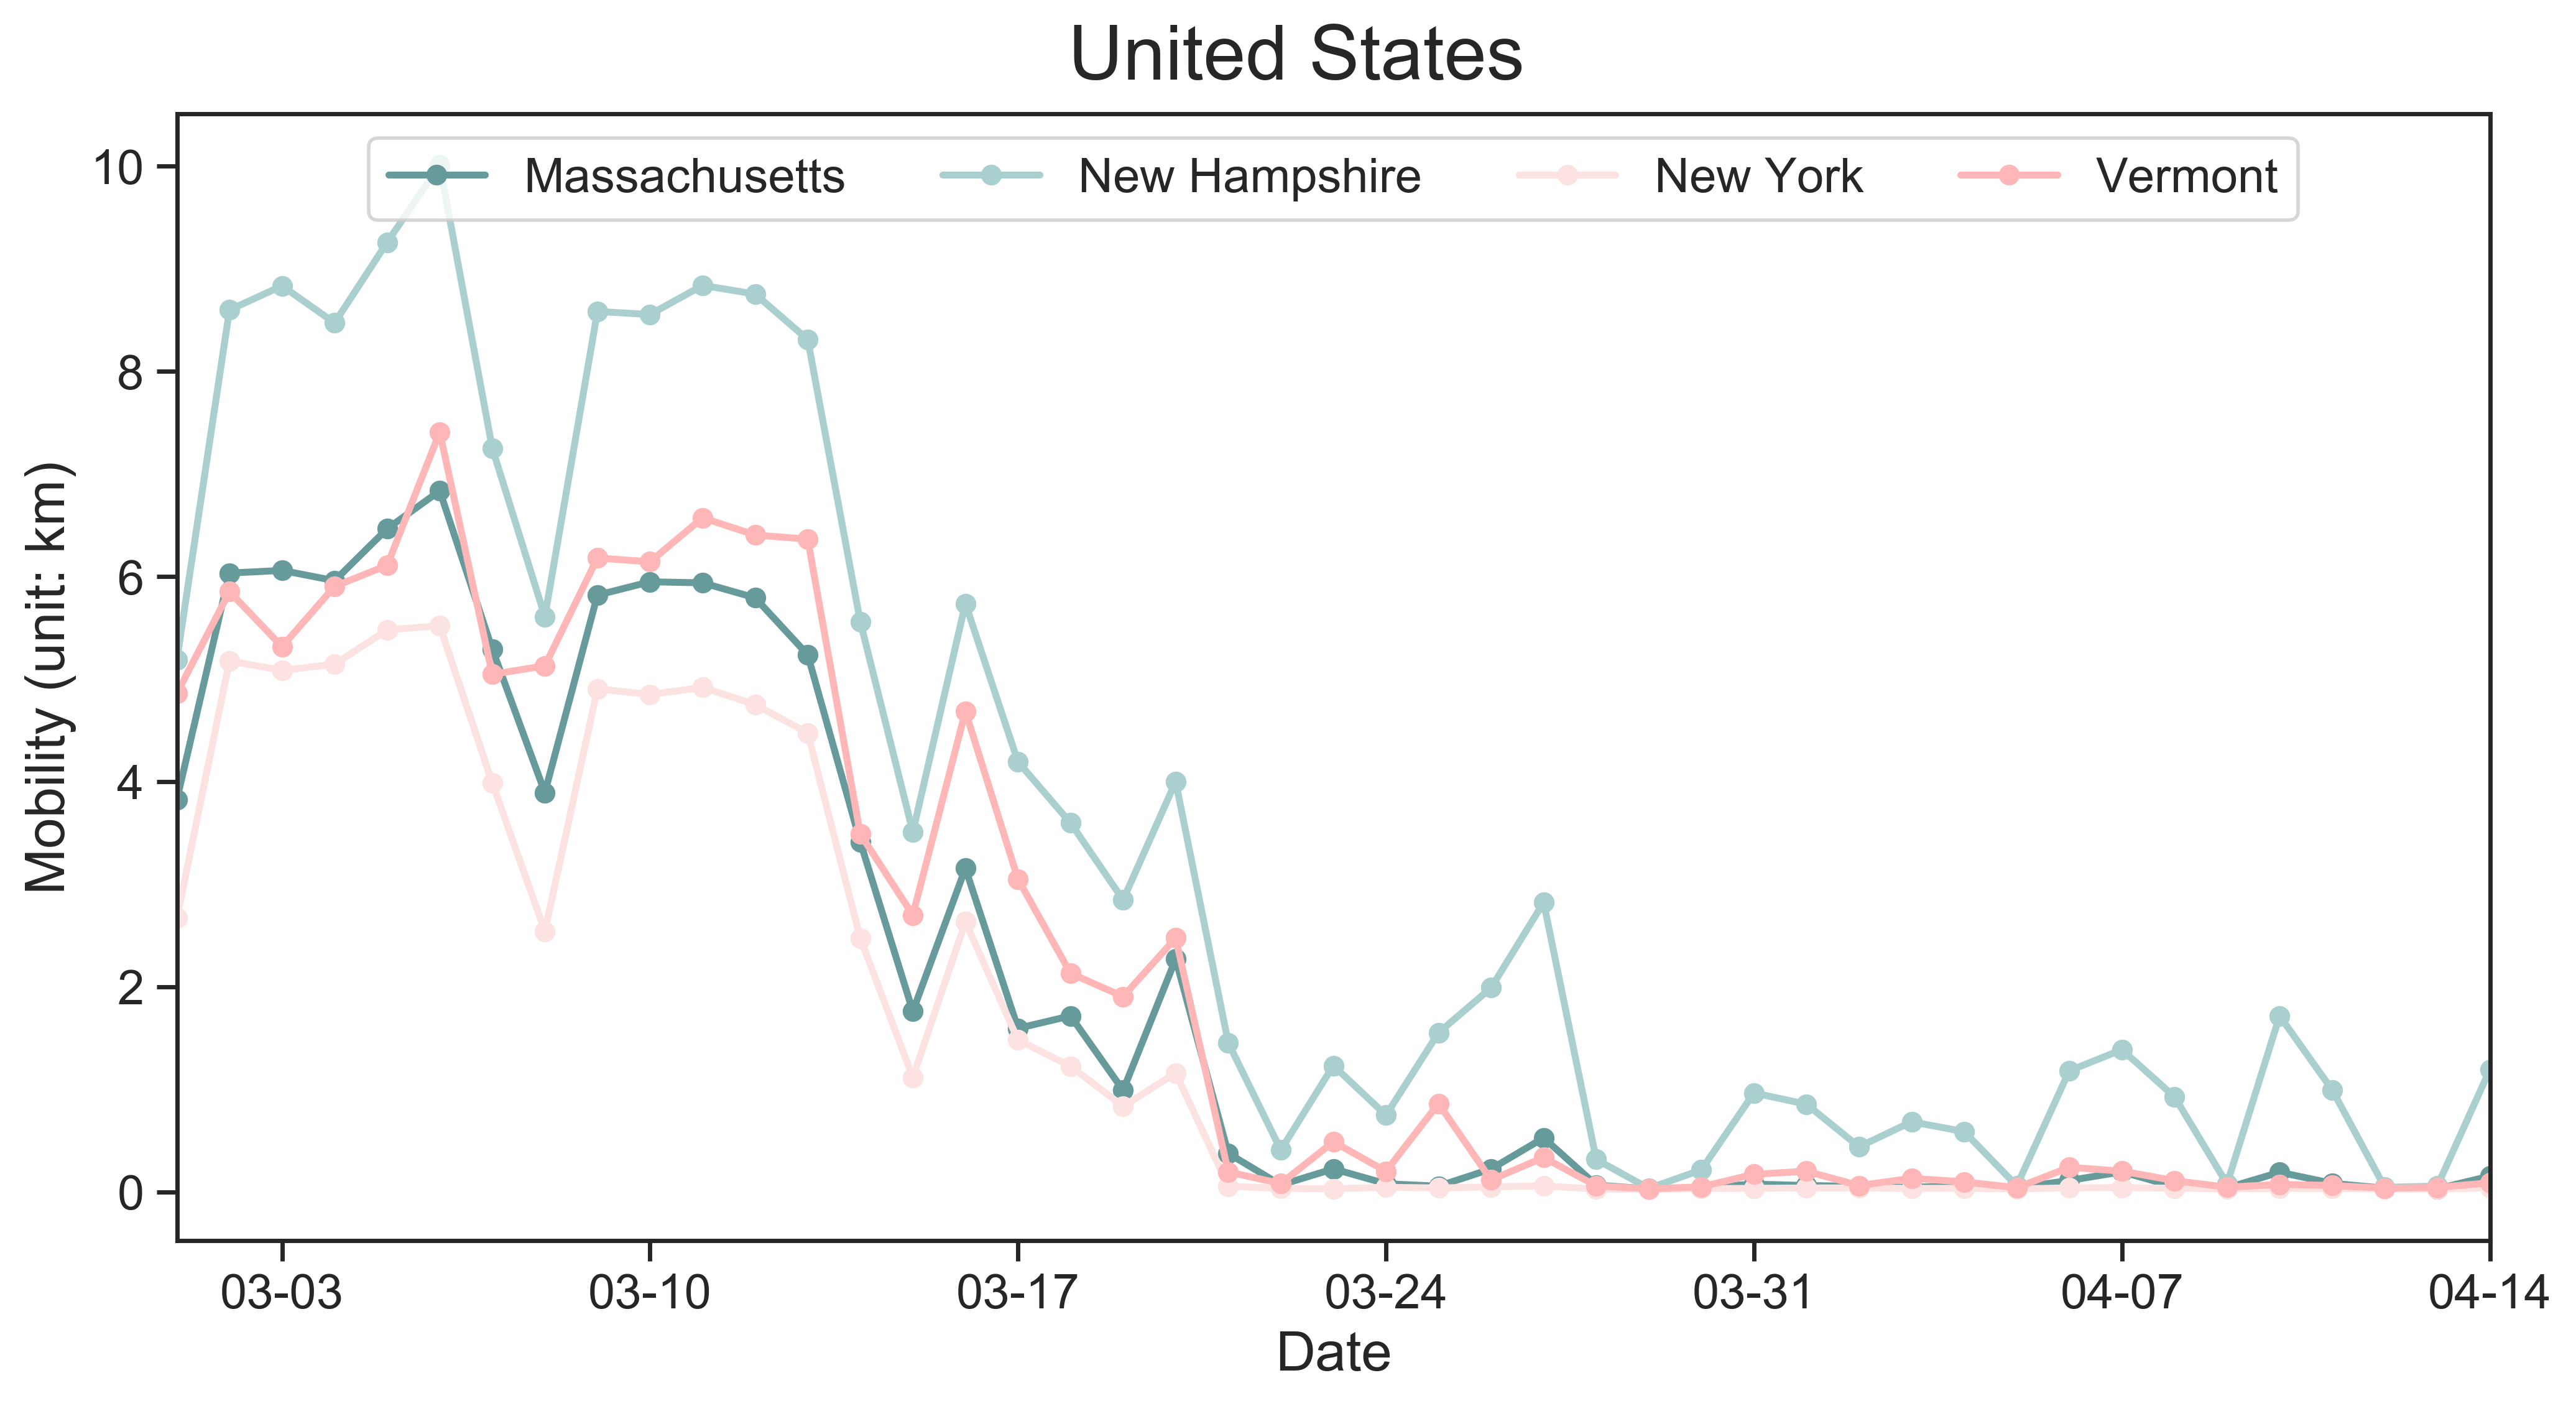 United States
Massachusetts New Hampshire New York Vermont
Mobility (unit: km)
10
8
6
4
2
0
03-03 03-10 03-17 03-24 03-31 04-07 04-14
Date